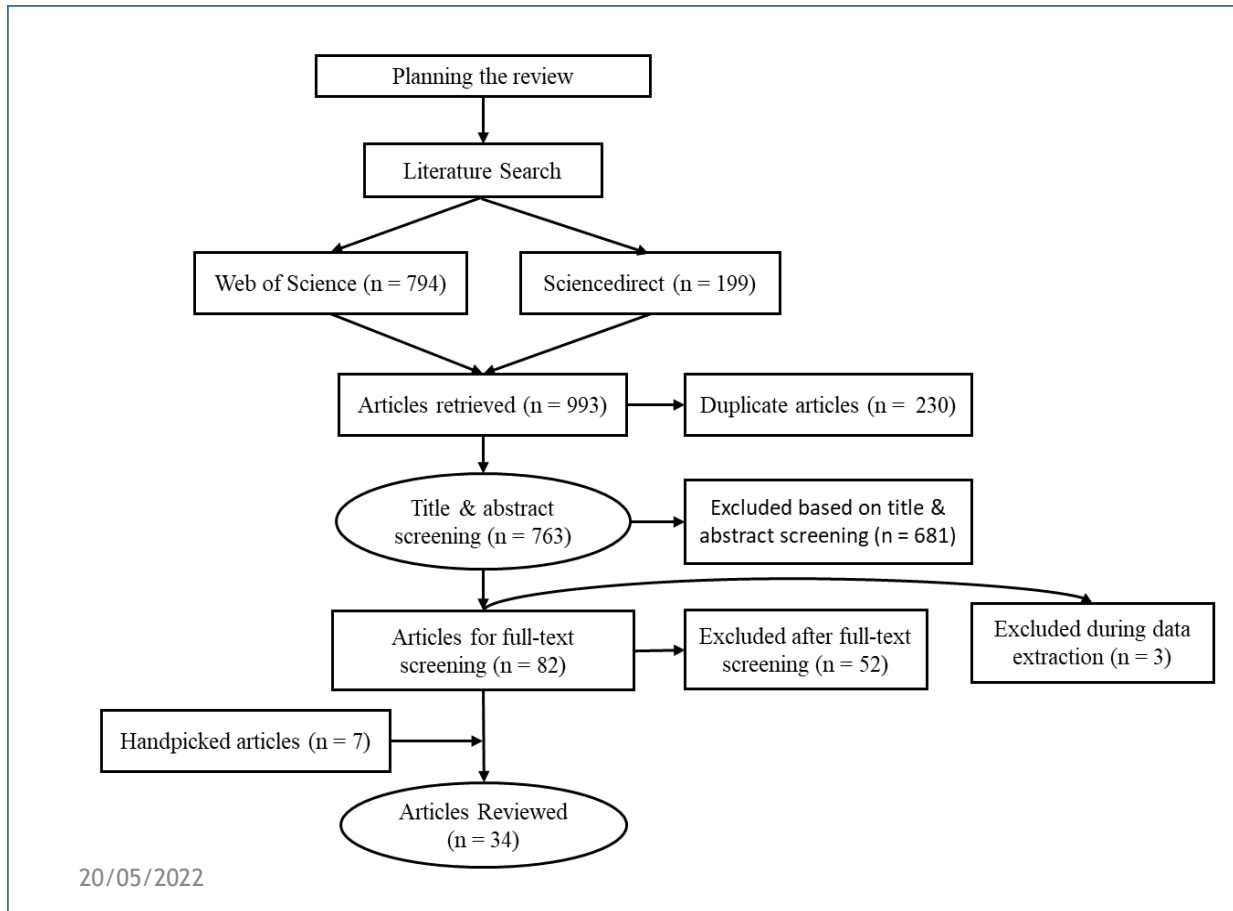 Planning the review
Literature Search
Web of Science (n = 794)
Sciencedirect (n = 199)
Articles retrieved (n = 993)
Duplicate articles (n = 230)
Title & abstract
screening (n = 763)
Excluded based on title &
abstract screening (n = 681)
Articles for full-text
screening (n = 82)
Excluded after full-text
screening (n = 52)
Excluded during data
extraction (n = 3)
Handpicked articles (n = 7)
Articles Reviewed
(n = 34)
20/05/2022